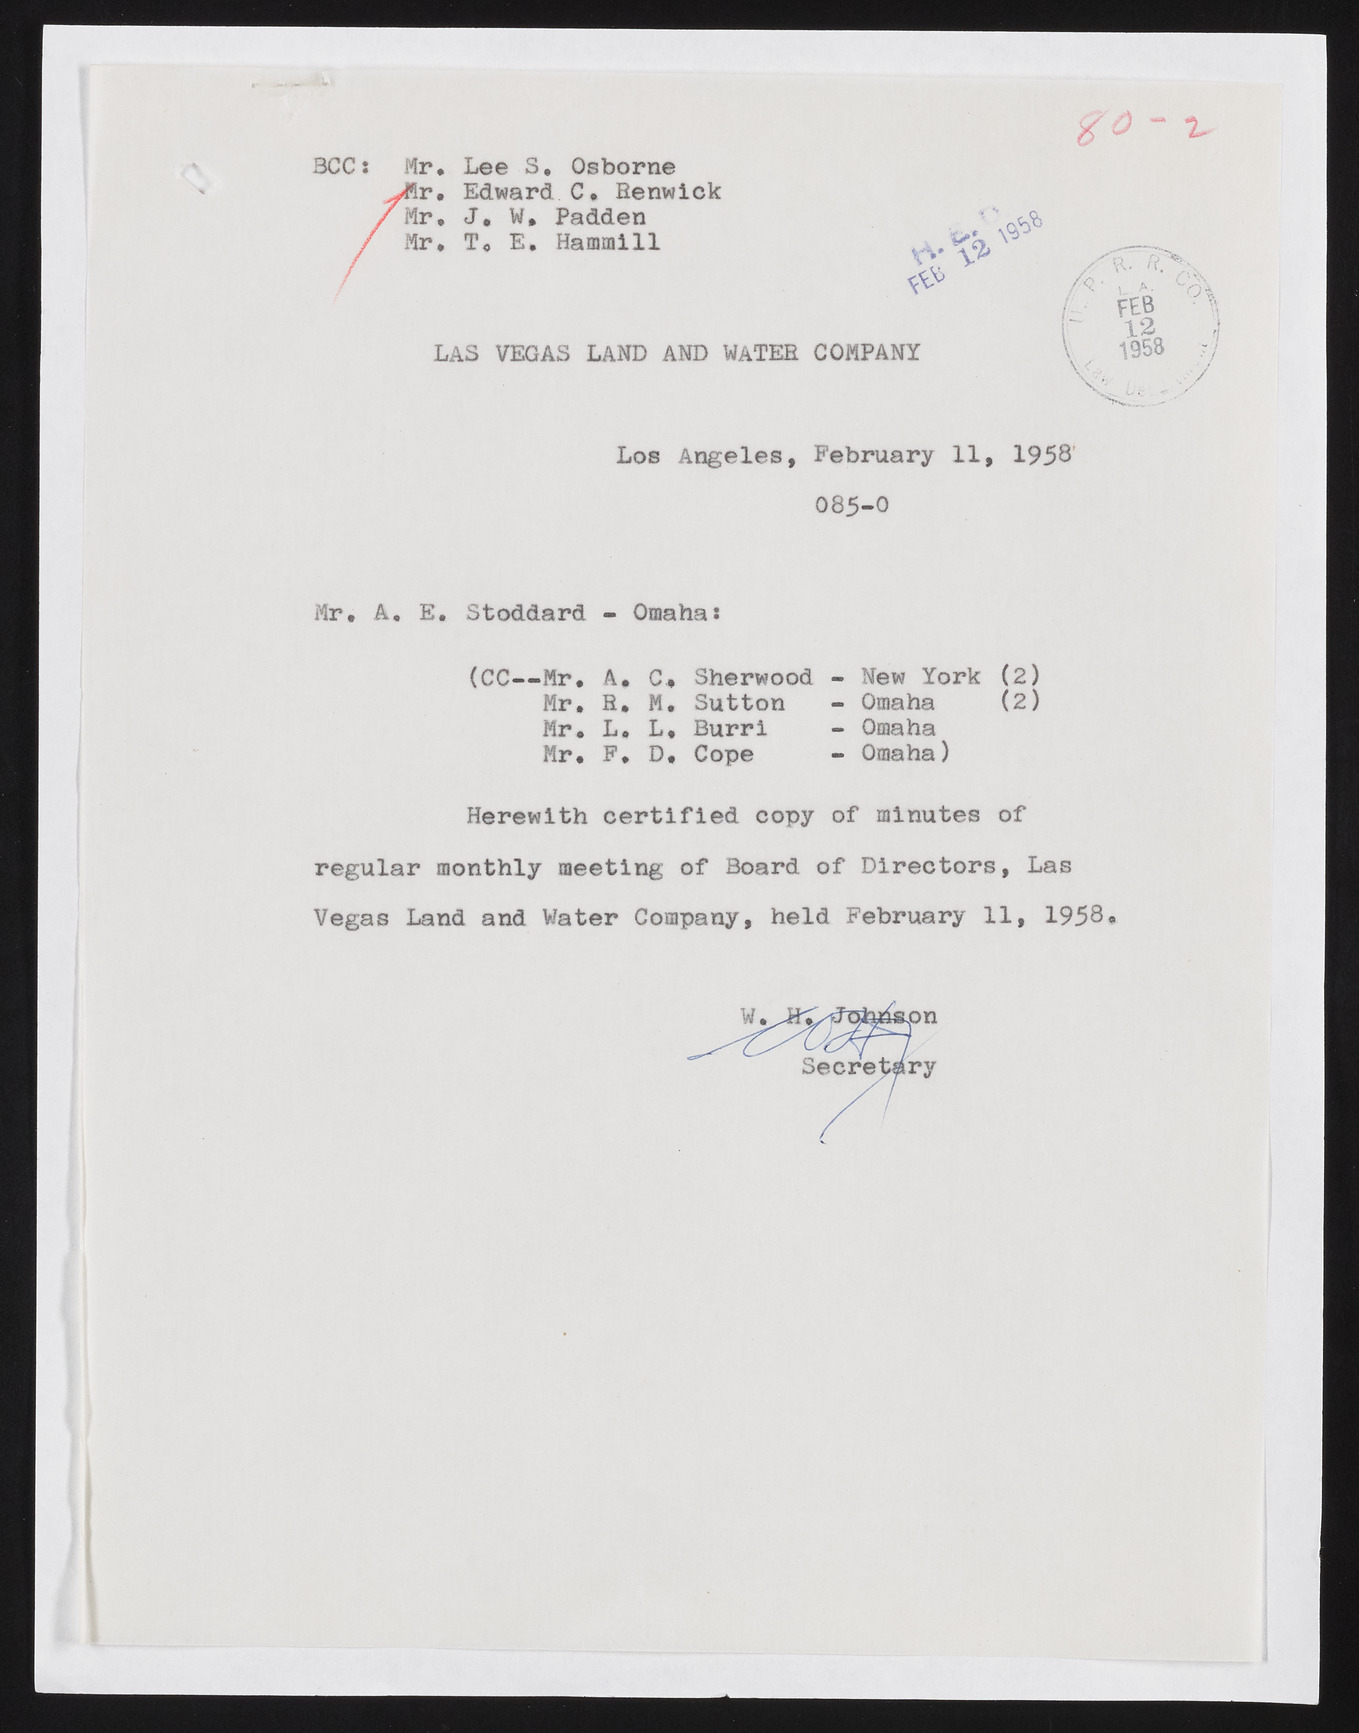 80-2
BCC: Mr. Lee S. Osborne
Mr. Edward C. Renwick
Mr. J. W. Padden
Mr. T. E. Hammill
FEB 12 1958
U. P. R. R. CO.
L. A.
FEB
12
1958
Law
LAS VEGAS LAND AND WATER COMPANY
Los Angeles, February 11, 1958
085-0
Mr. A. E. Stoddard - Omaha:
(CC--Mr. A. C. Sherwood - New York (2)
Mr. R. M. Sutton - Omaha (2)
Mr. L. L. Burri - Omaha
Mr. F. D. Cope - Omaha)
Herewith certified copy of minutes of
regular monthly meeting of Board of Directors, Las
Vegas Land and Water Company, held February 11, 1958.
W. H. Johnson
Secretary